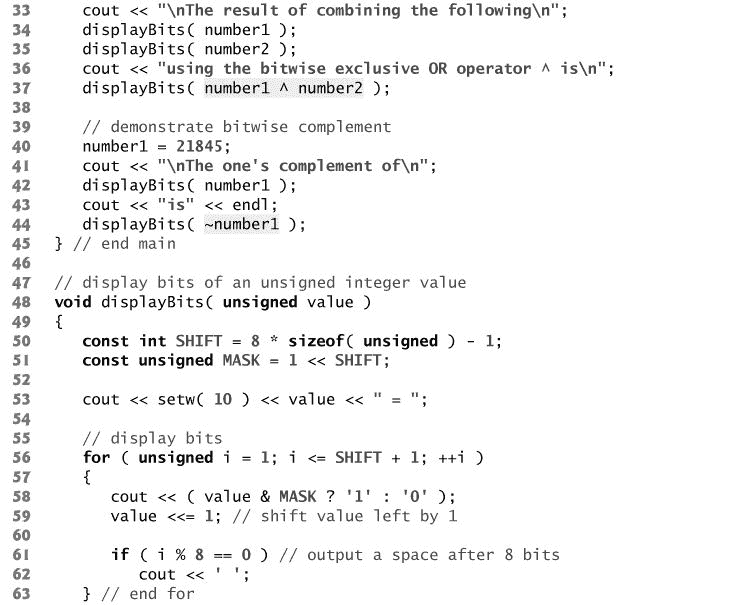 33 cout << "\nThe result of combining the following\n";
34 displayBits( number1 );
35 displayBits( number2 );
36 cout << "using the bitwise exclusive OR operator ^ is\n";
37 displayBits( number1 ^ number2 );
38
39 // demonstrate bitwise complement
40 number1 = 21845;
41 cout << "\nThe one's complement of\n";
42 displayBits( number1 );
43 cout << "is" << endl;
44 displayBits( ~number1 );
45 } // end main
46
47 // display bits of an unsigned integer value
48 void displayBits( unsigned value )
49 {
50 const int SHIFT = 8 * sizeof( unsigned ) - 1;
51 const unsigned MASK = 1 << SHIFT;
52
53 cout << setw( 10 ) << value << " = ";
54
55 // display bits
56 for ( unsigned i = 1; i <= SHIFT + 1; ++i )
57 {
58 cout << ( value & MASK ? '1' : '0' );
59 value <<= 1; // shift value left by 1
60
61 if ( i % 8 == 0 ) // output a space after 8 bits
62 cout << ' ';
63 } // end for